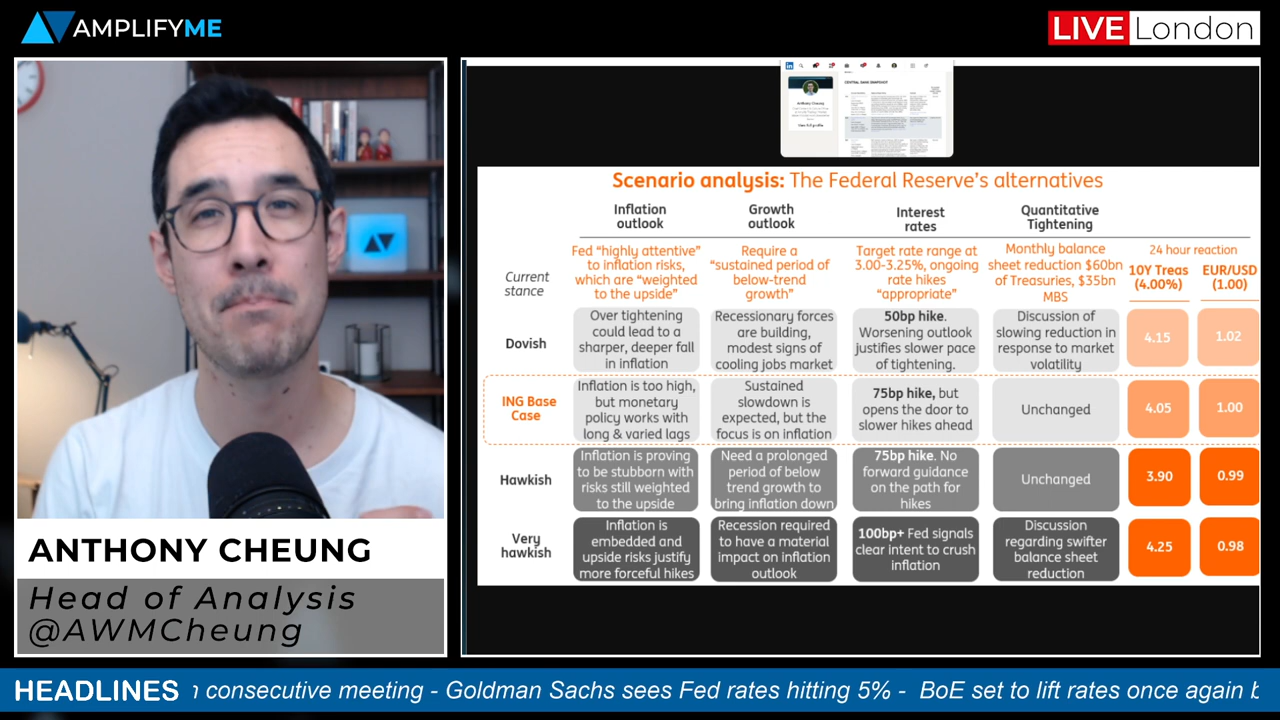 AMPLIFYME
LIVE London
in
CENTRAL BANK SNAPSHOT
Anthony Cheung
View full profile
Scenario analysis: The Federal Reserve's alternatives
Inflation
outlook
Growth
outlook
Interest
rates
Quantitative
Tightening
24 hour reaction
10Y Treas
(4.00%)
EUR/USD
(1.00)
Current
stance
Fed "highly attentive"
to inflation risks,
which are "weighted
to the upside"
Require a
"sustained period of
below-trend
growth"
Target rate range at
3.00-3.25%, ongoing
rate hikes
"appropriate"
Monthly balance
sheet reduction $60bn
of Treasuries, $35bn
MBS
Dovish
Over tightening
could lead to a
sharper, deeper fall
in inflation
Recessionary forces
are building,
modest signs of
cooling jobs market
50bp hike.
Worsening outlook
justifies slower pace
of tightening.
Discussion of
slowing reduction in
response to market
volatility
4.15
1.02
ING Base
Case
Inflation is too high,
but monetary
policy works with
long & varied lags
Sustained
slowdown is
expected, but the
focus is on inflation
75bp hike, but
opens the door to
slower hikes ahead
Unchanged
4.05
1.00
Hawkish
Inflation is proving
to be stubborn with
risks still weighted
to the upside
Need a prolonged
period of below
trend growth to
bring inflation down
75bp hike. No
forward guidance
on the path for
hikes
Unchanged
3.90
0.99
Very
hawkish
Inflation is
embedded and
upside risks justify
more forceful hikes
Recession required
to have a material
impact on inflation
outlook
100bp+ Fed signals
clear intent to crush
inflation
Discussion
regarding swifter
balance sheet
reduction
4.25
0.98
ANTHONY CHEUNG
Head of Analysis
@AWMCheung
HEADLINES consecutive meeting - Goldman Sachs sees Fed rates hitting 5% - BoE set to lift rates once again